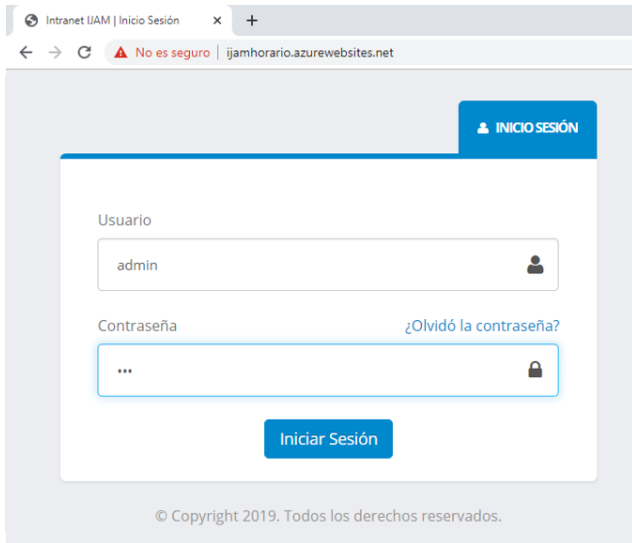 Intranet IJAM | Inicio Sesión
No es seguro | ijamhorario.azurewebsites.net
INICIO SESIÓN
Usuario
admin
Contraseña ¿Olvidó la contraseña?
•••
Iniciar Sesión
© Copyright 2019. Todos los derechos reservados.